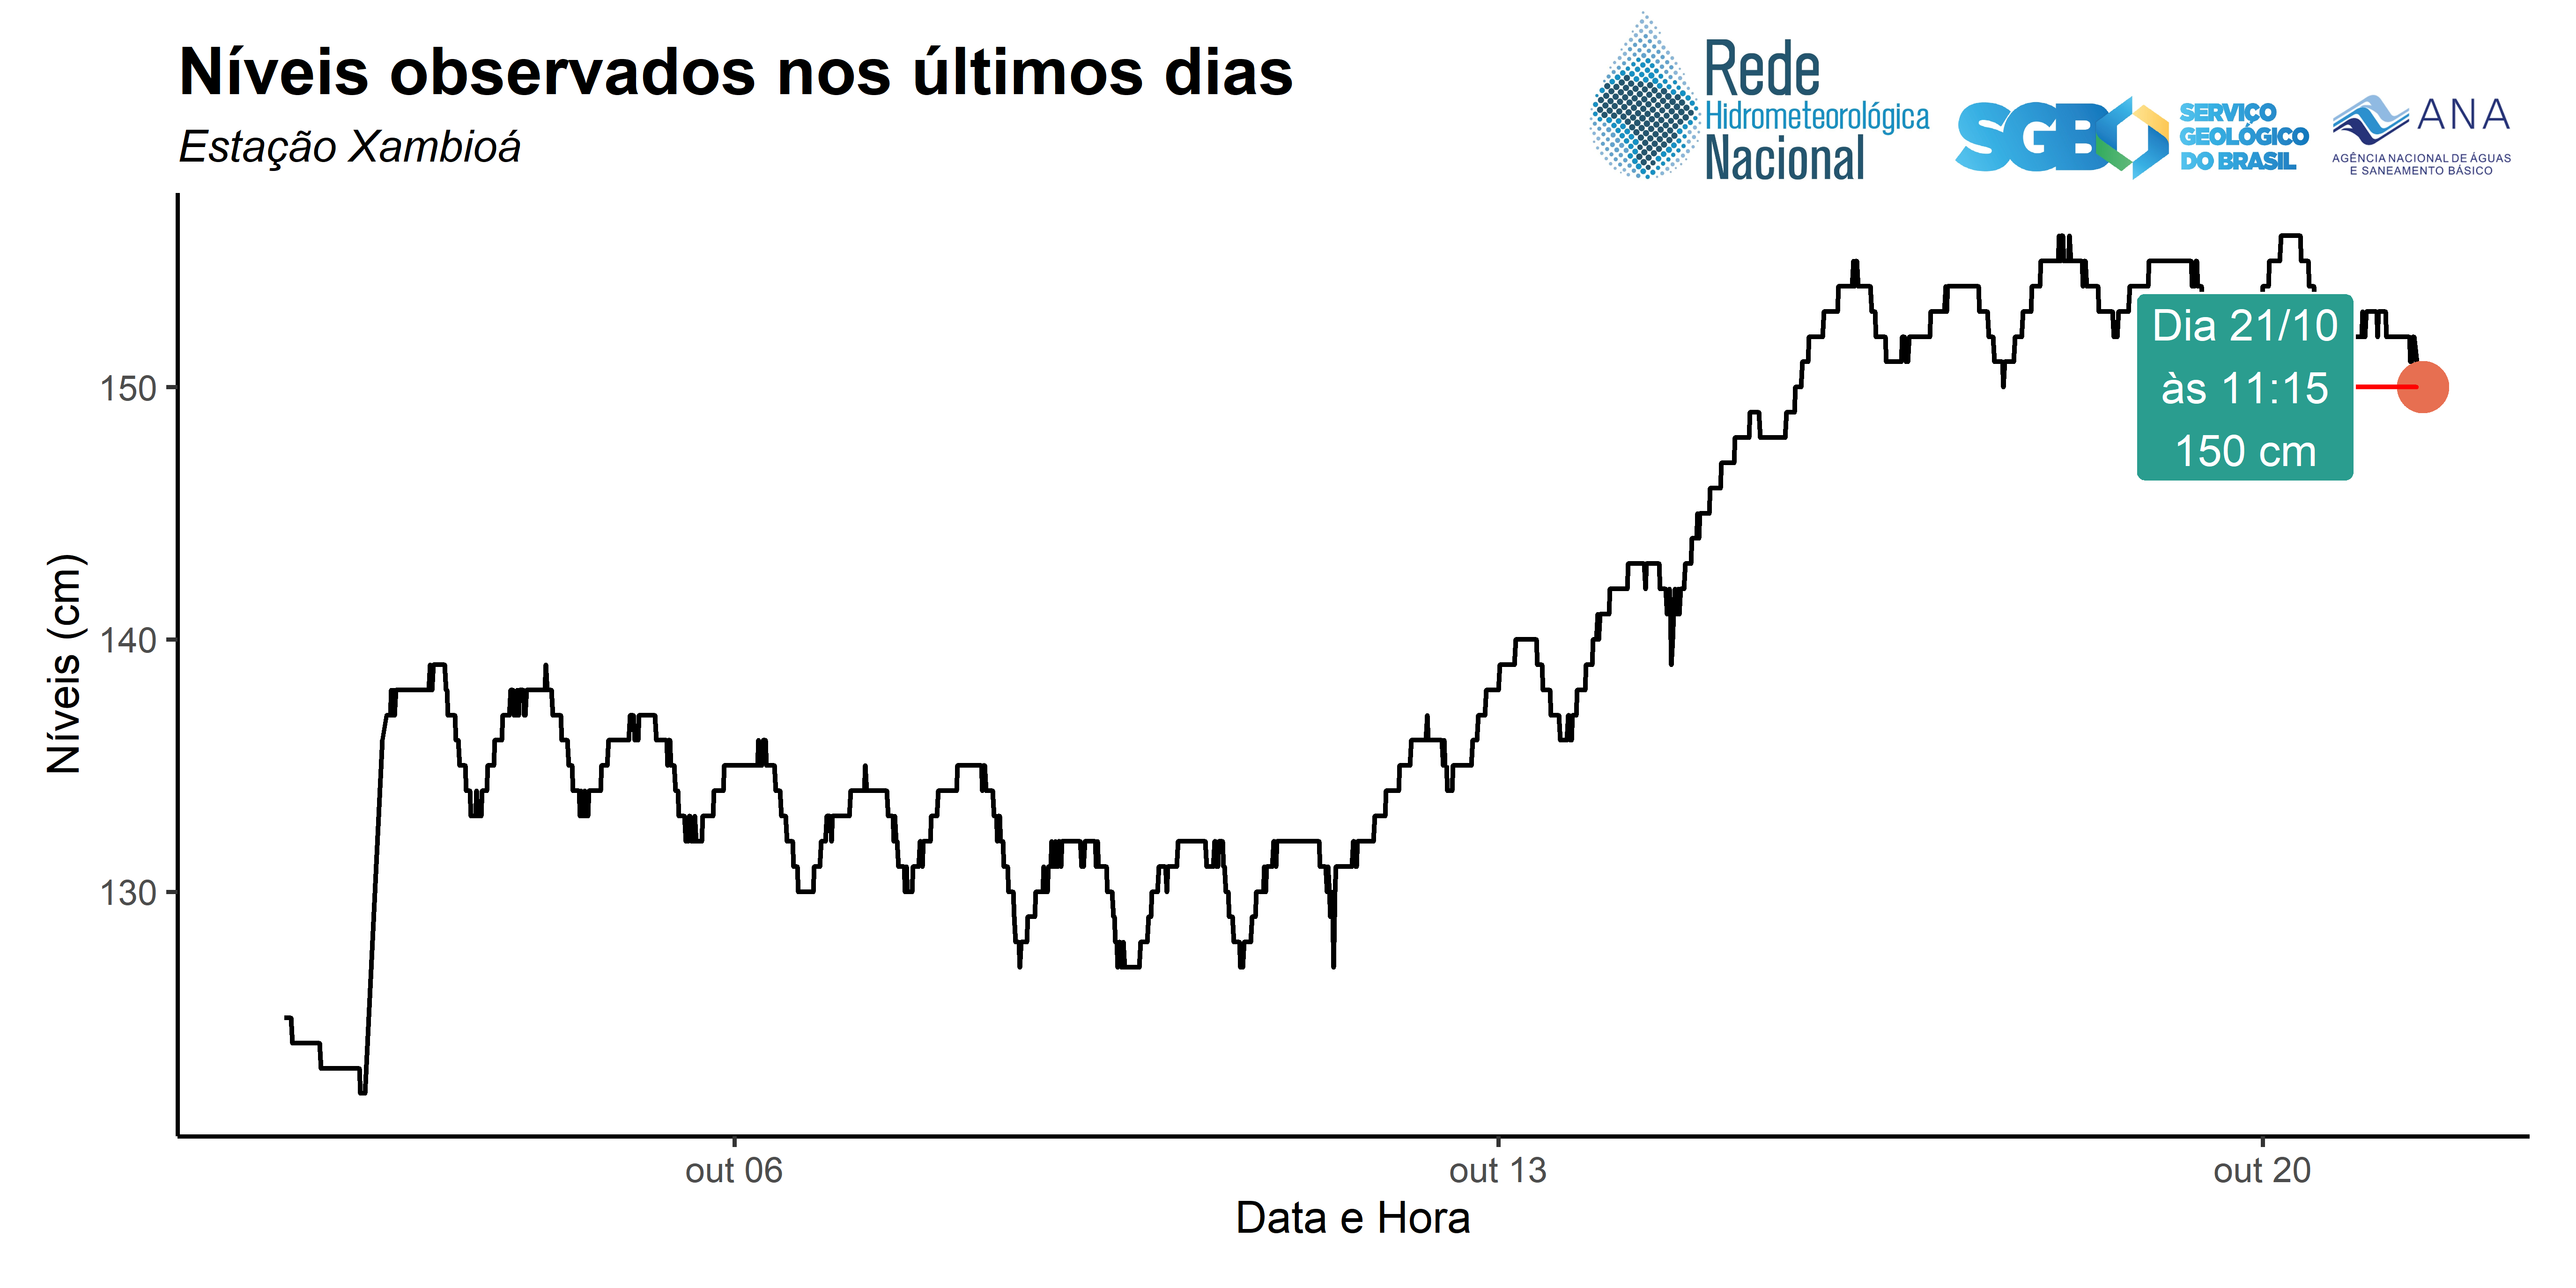 Níveis observados nos últimos dias
Estação Xambioá
Rede
Hidrometeorológica
Nacional
SGB
SERVIÇO
GEOLÓGICO
DO BRASIL
ANA
AGÊNCIA NACIONAL DE ÁGUAS
E SANEAMENTO BÁSICO
Níveis (cm)
150
140
130
Dia 21/10
às 11:15
150 cm
out 06
out 13
out 20
Data e Hora